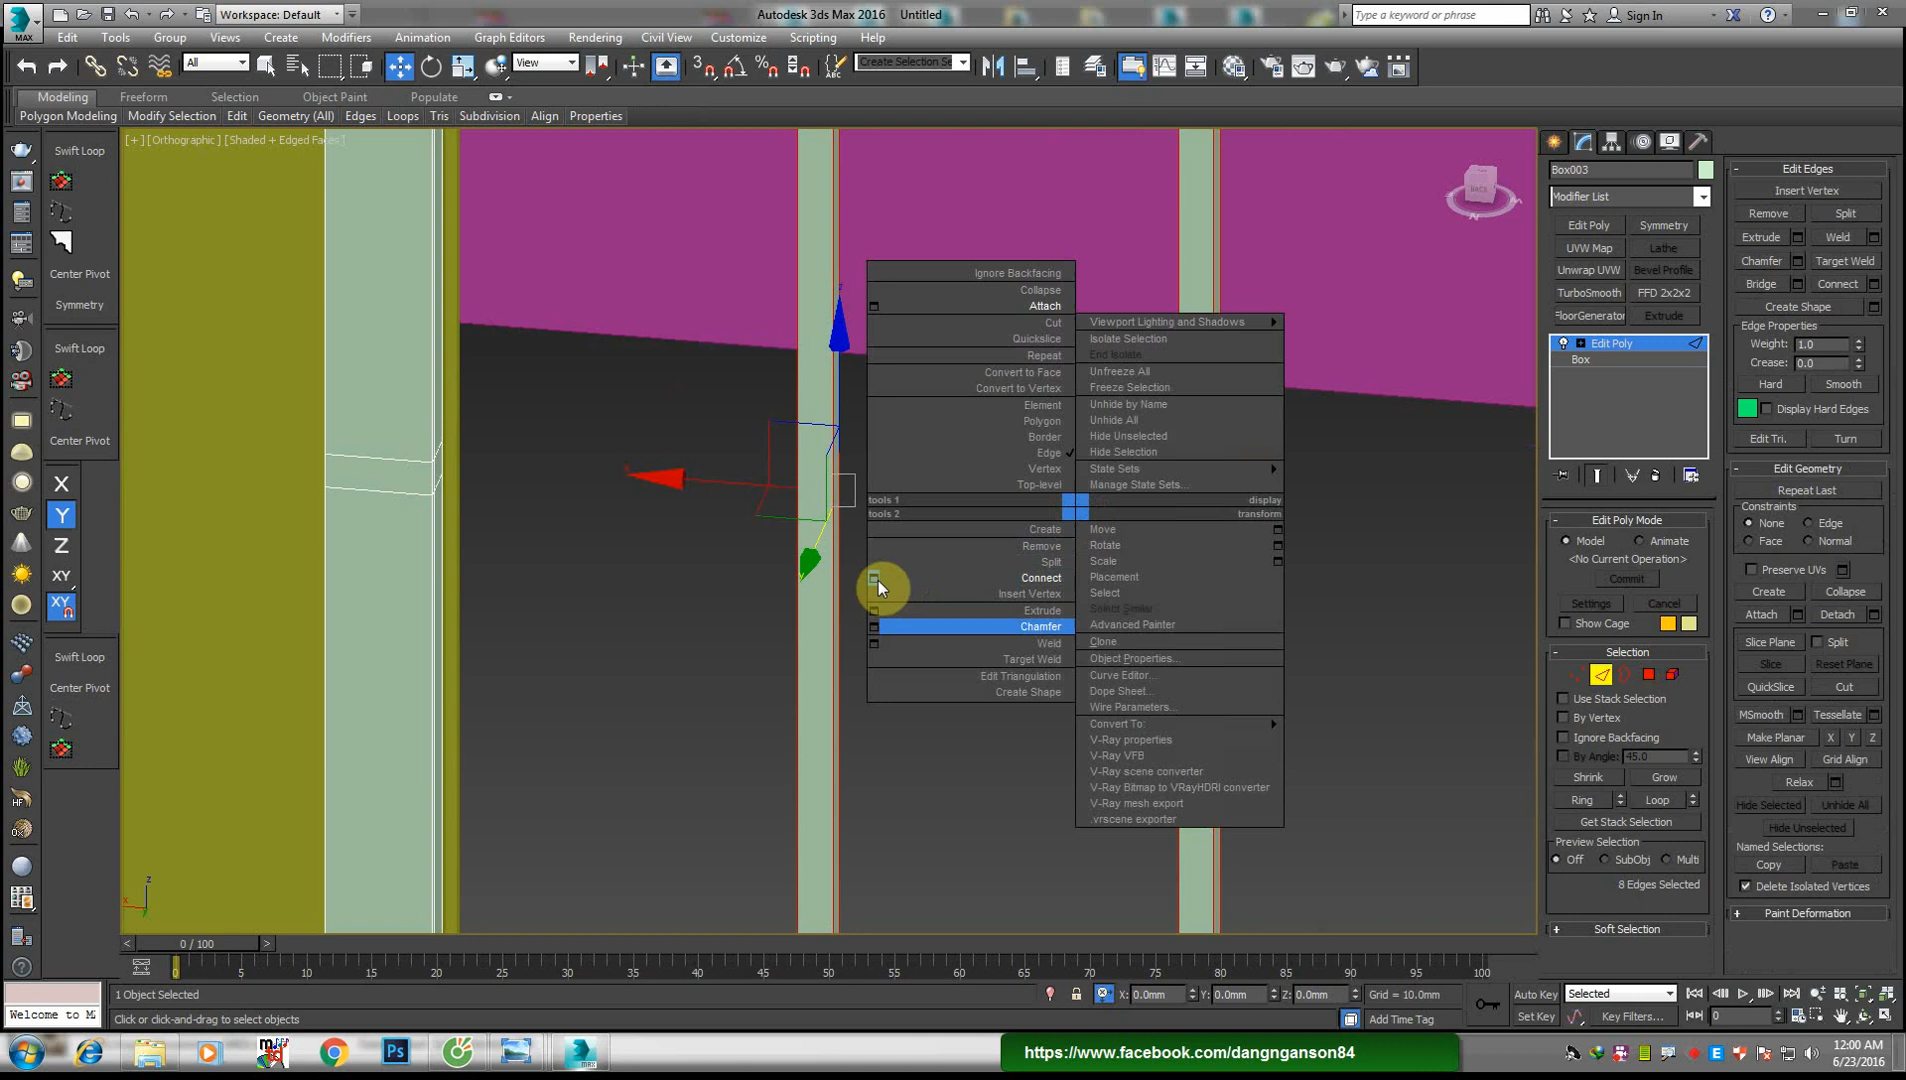 Workspace: Default
Autodesk 3ds Max 2016 Untitled
Type a keyword or phrase
Sign In
MAX
Edit Tools Group Views Create Modifiers Animation Graph Editors Rendering Civil View Customize Scripting Help
All
View
Create Selection Se
Modeling Freeform Selection Object Paint Populate
Polygon Modeling Modify Selection Edit Geometry (All) Edges Loops Tris Subdivision Align Properties
[+] [Orthographic] [Shaded + Edged Faces]
Swift Loop
Center Pivot
Symmetry
Swift Loop
Center Pivot
X
Y
Z
XY
XY
Swift Loop
Center Pivot
BACK
Ignore Backfacing
Collapse
Attach
Cut
Quickslice
Repeat
Convert to Face
Convert to Vertex
Element
Polygon
Border
Edge
Vertex
Top-level
tools 1
tools 2
Create
Remove
Split
Connect
Insert Vertex
Extrude
Chamfer
Weld
Target Weld
Edit Triangulation
Create Shape
Viewport Lighting and Shadows
Isolate Selection
End Isolate
Unfreeze All
Freeze Selection
Unhide by Name
Unhide All
Hide Unselected
Hide Selection
State Sets
Manage State Sets...
display
transform
Move
Rotate
Scale
Placement
Select
Select Similar
Advanced Painter
Clone
Object Properties...
Curve Editor...
Dope Sheet...
Wire Parameters...
Convert To:
V-Ray properties
V-Ray VFB
V-Ray scene converter
V-Ray Bitmap to VRayHDRI converter
V-Ray mesh export
.vrscene exporter
Box003
Modifier List
Edit Poly Symmetry
UVW Map Lathe
Unwrap UVW Bevel Profile
TurboSmooth FFD 2x2x2
FloorGenerator Extrude
Edit Poly
Box
Edit Poly Mode
Model Animate
<No Current Operation>
Commit
Settings Cancel
Show Cage
Selection
Use Stack Selection
By Vertex
Ignore Backfacing
By Angle: 45.0
Shrink Grow
Ring Loop
Get Stack Selection
Preview Selection
Off SubObj Multi
8 Edges Selected
Soft Selection
Edit Edges
Insert Vertex
Remove Split
Extrude Weld
Chamfer Target Weld
Bridge Connect
Create Shape
Edge Properties
Weight: 1.0
Crease: 0.0
Hard Smooth
Display Hard Edges
Edit Tri. Turn
Edit Geometry
Repeat Last
Constraints
None Edge
Face Normal
Preserve UVs
Create Collapse
Attach Detach
Slice Plane Split
Slice Reset Plane
QuickSlice Cut
MSmooth Tessellate
Make Planar X Y Z
View Align Grid Align
Relax
Hide Selected Unhide All
Hide Unselected
Named Selections:
Copy Paste
Delete Isolated Vertices
Paint Deformation
0 / 100
0 5 10 15 20 25 30 35 40 45 50 55 60 65 70 75 80 85 90 95 100
1 Object Selected
X: 0.0mm Y: 0.0mm Z: 0.0mm Grid = 10.0mm
Auto Key Selected
Welcome to M
Click or click-and-drag to select objects
Add Time Tag
Set Key Key Filters... 0
https://www.facebook.com/dangnganson84
12:00 AM
6/23/2016